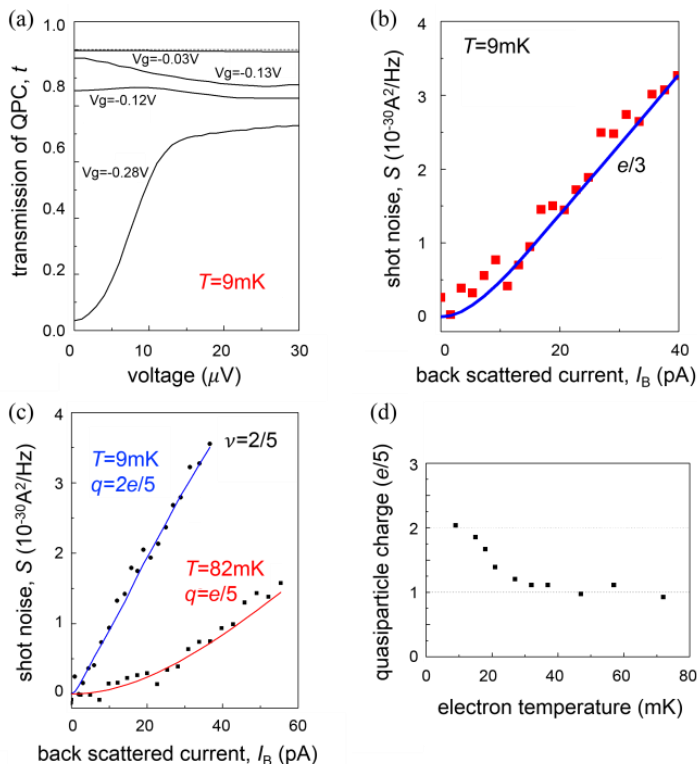 (a)
1.0
0.8
0.6
0.4
0.2
0.0
transmission of QPC, t
Vg=-0.03V
Vg=-0.13V
Vg=-0.12V
Vg=-0.28V
T=9mK
0
10
20
30
voltage (μV)
(b)
4
3
2
1
0
shot noise, S (10⁻³⁰A²/Hz)
T=9mK
e/3
0
20
40
back scattered current, I_B (pA)
(c)
4
3
2
1
0
shot noise, S (10⁻³⁰A²/Hz)
ν=2/5
T=9mK
q=2e/5
T=82mK
q=e/5
0
20
40
60
back scattered current, I_B (pA)
(d)
3
2
1
0
quasiparticle charge (e/5)
0
20
40
60
80
electron temperature (mK)